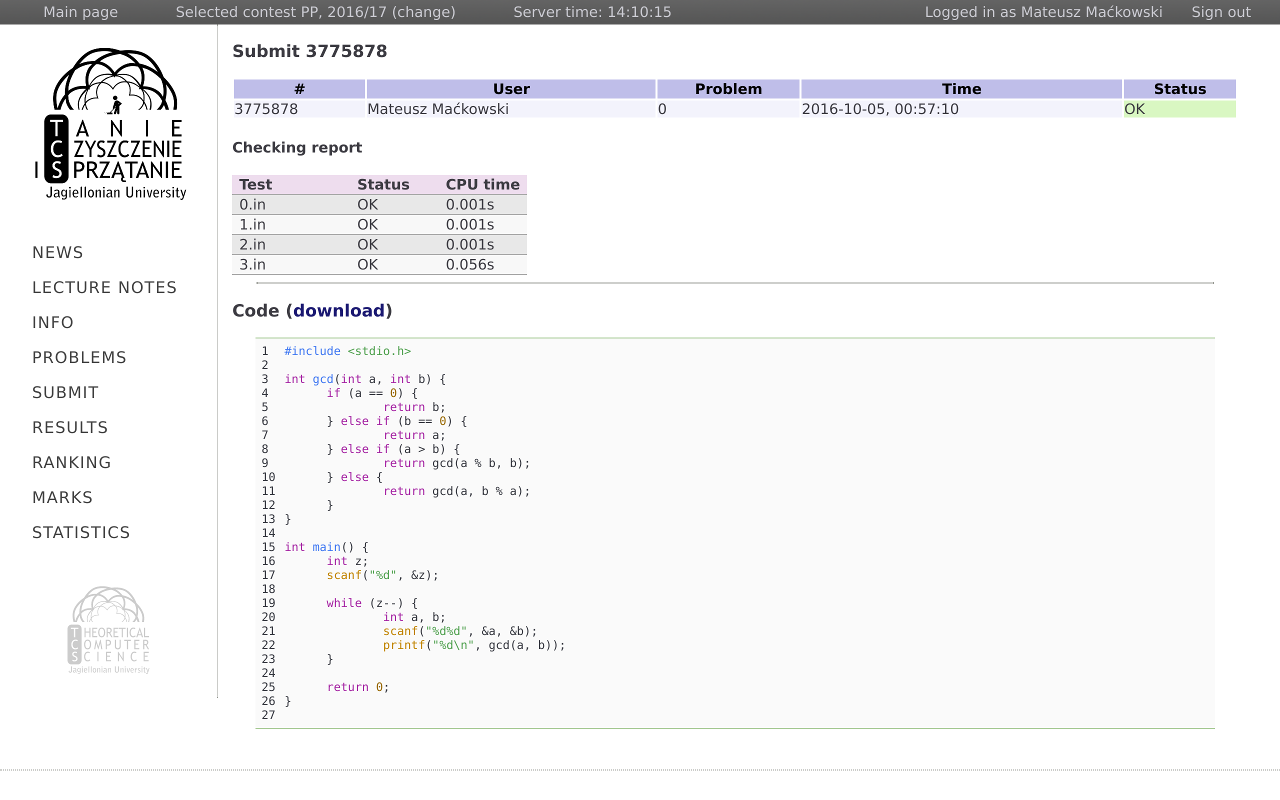 Main page Selected contest PP, 2016/17 (change) Server time: 14:10:15 Logged in as Mateusz Maćkowski Sign out
T A N I E
C ZYSZCZENIE
I S PRZĄTANIE
Jagiellonian University
NEWS
LECTURE NOTES
INFO
PROBLEMS
SUBMIT
RESULTS
RANKING
MARKS
STATISTICS
T HEORETICAL
C OMPUTER
S CIENCE
Jagiellonian University
Submit 3775878
# User Problem Time Status
3775878 Mateusz Maćkowski 0 2016-10-05, 00:57:10 OK
Checking report
Test Status CPU time
0.in OK 0.001s
1.in OK 0.001s
2.in OK 0.001s
3.in OK 0.056s
Code (download)
1 #include <stdio.h>
2
3 int gcd(int a, int b) {
4 if (a == 0) {
5 return b;
6 } else if (b == 0) {
7 return a;
8 } else if (a > b) {
9 return gcd(a % b, b);
10 } else {
11 return gcd(a, b % a);
12 }
13 }
14
15 int main() {
16 int z;
17 scanf("%d", &z);
18
19 while (z--) {
20 int a, b;
21 scanf("%d%d", &a, &b);
22 printf("%d\n", gcd(a, b));
23 }
24
25 return 0;
26 }
27